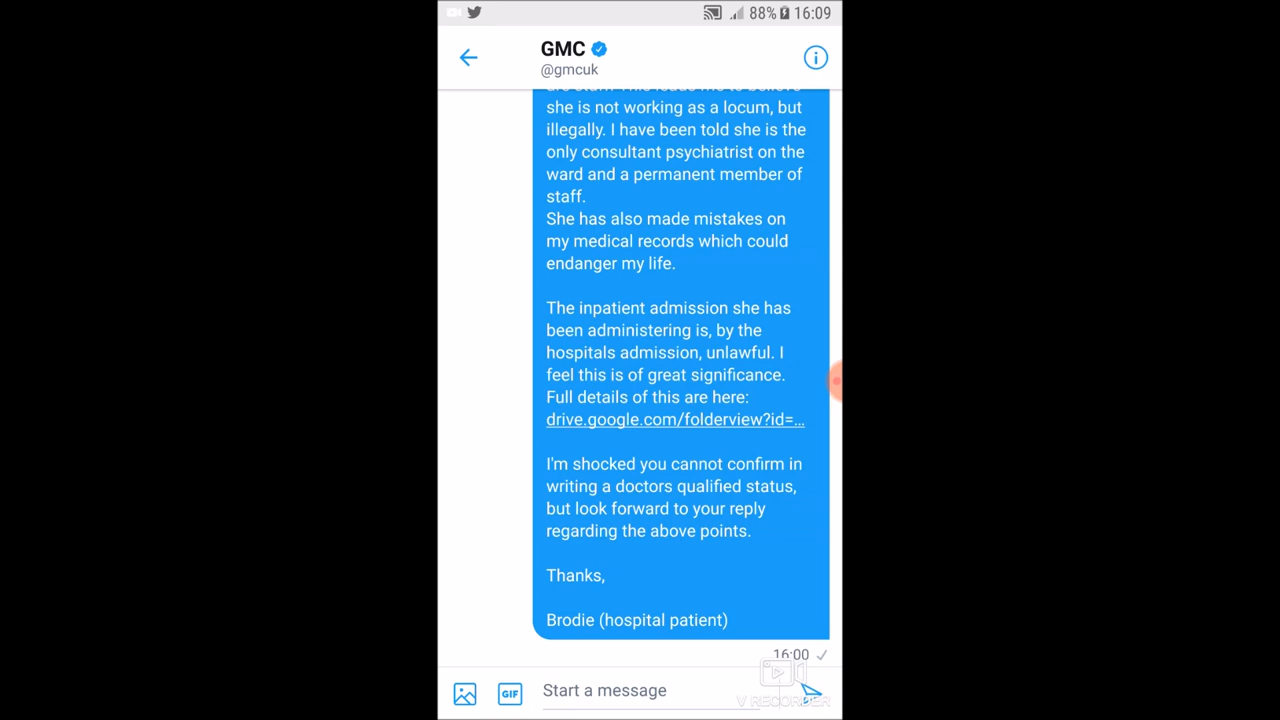 88% 16:09
GMC
@gmcuk
she is not working as a locum, but
illegally. I have been told she is the
only consultant psychiatrist on the
ward and a permanent member of
staff.
She has also made mistakes on
my medical records which could
endanger my life.
The inpatient admission she has
been administering is, by the
hospitals admission, unlawful. I
feel this is of great significance.
Full details of this are here:
drive.google.com/folderview?id=...
I'm shocked you cannot confirm in
writing a doctors qualified status,
but look forward to your reply
regarding the above points.
Thanks,
Brodie (hospital patient)
16:00
GIF
Start a message
V RECORDER